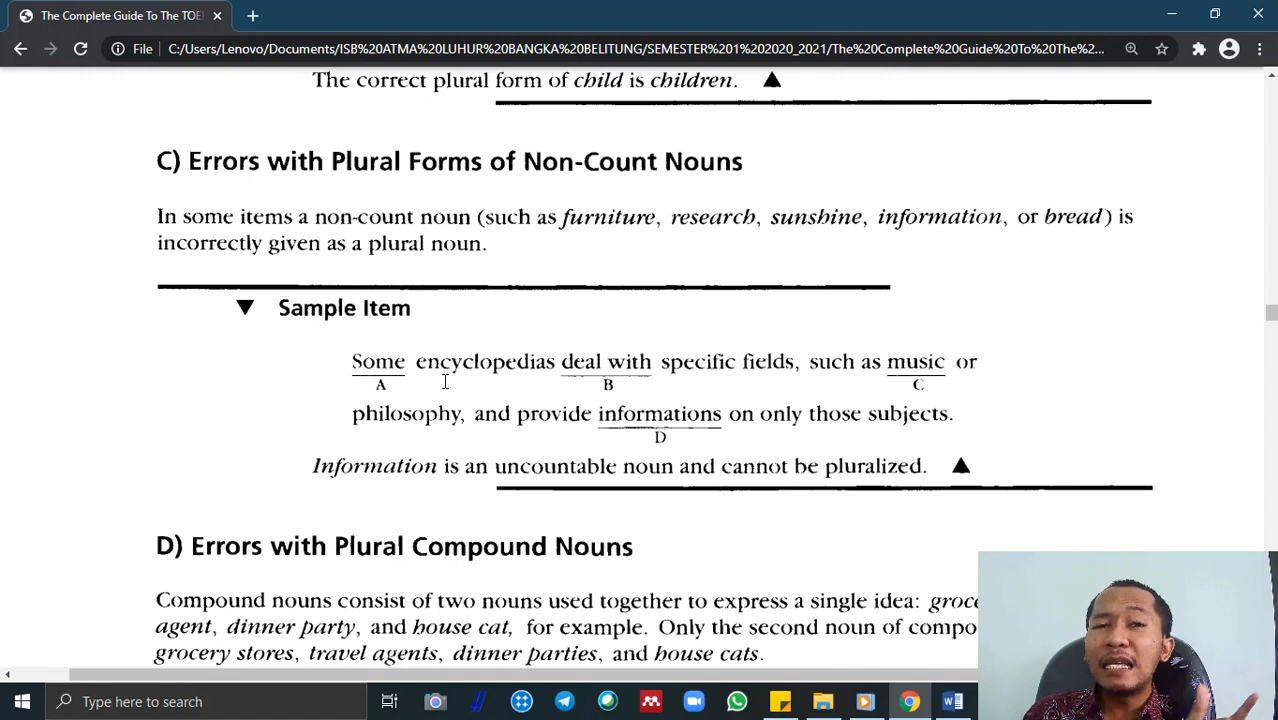 The Complete Guide To The TOE
File
C:/Users/Lenovo/Documents/ISB%20ATMA%20LUHUR%20BANGKA%20BELITUNG/SEMESTER%201%202020_2021/The%20Complete%20Guide%20To%20The%2...
The correct plural form of child is children. ▲
C) Errors with Plural Forms of Non-Count Nouns
In some items a non-count noun (such as furniture, research, sunshine, information, or bread) is
incorrectly given as a plural noun.
▼ Sample Item
Some encyclopedias deal with specific fields, such as music or
A B C
philosophy, and provide informations on only those subjects.
D
Information is an uncountable noun and cannot be pluralized. ▲
D) Errors with Plural Compound Nouns
Compound nouns consist of two nouns used together to express a single idea: groce
agent, dinner party, and house cat, for example. Only the second noun of compo
grocery stores, travel agents, dinner parties, and house cats.
Type here to search